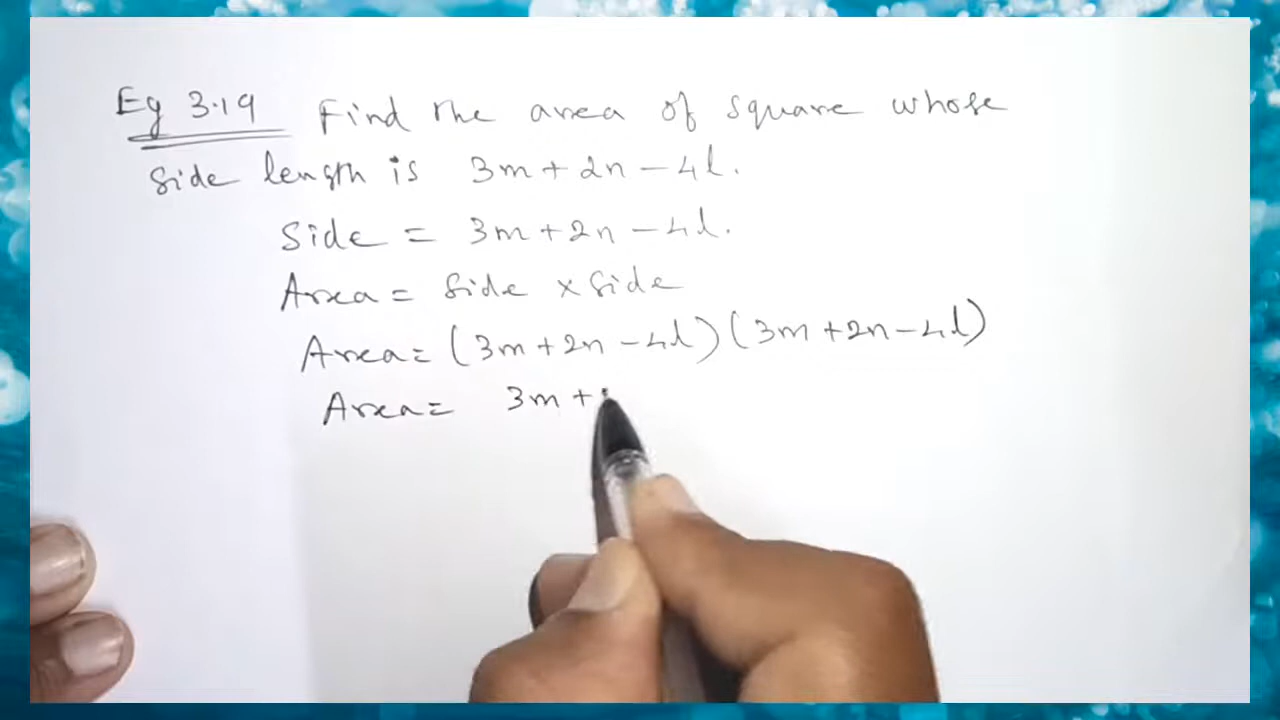 Eg 3.19 Find the area of square whose
side length is 3m + 2n - 4l.
Side = 3m + 2n - 4l.
Area = Side × Side
Area = (3m + 2n - 4l) (3m + 2n - 4l)
Area = 3m +